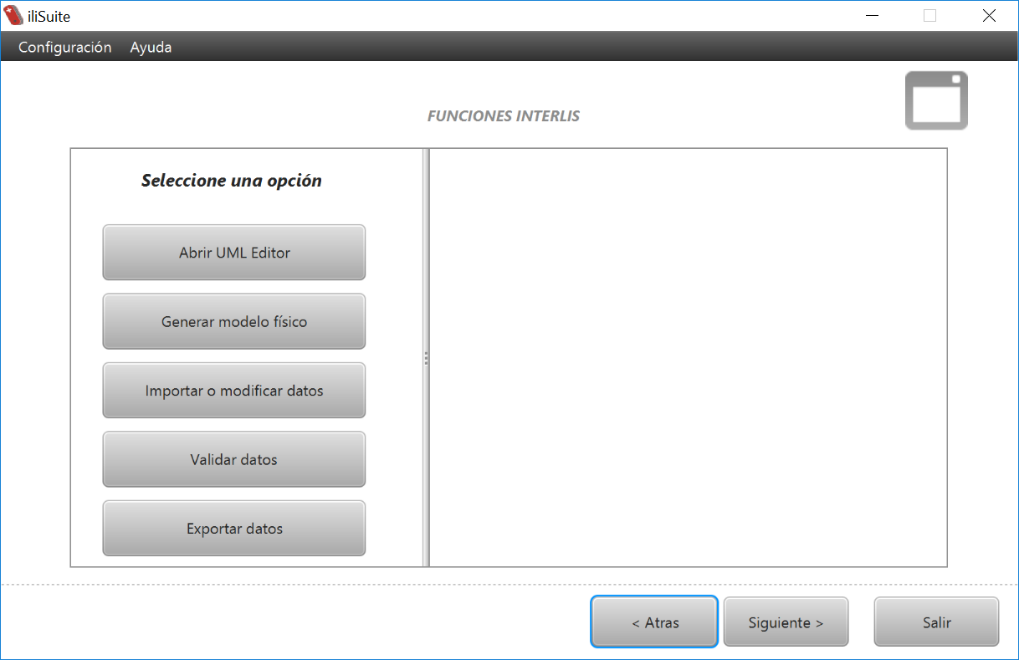 iliSuite
Configuración Ayuda
FUNCIONES INTERLIS
Seleccione una opción
Abrir UML Editor
Generar modelo físico
Importar o modificar datos
Validar datos
Exportar datos
< Atras Siguiente > Salir